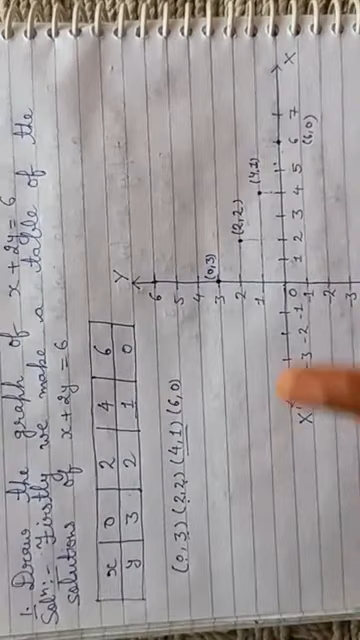 1. Draw the graph of x + 2y = 6
Soln:- Firstly we make a table of the
solutions of x + 2y = 6
x 0 2 4 6
y 3 2 1 0
(0,3) (2,2) (4,1) (6,0)
Y
6
5
4
3 (0,3)
2 (2,2)
1 (4,1)
X' -3 -2 -1 0 1 2 3 4 5 6 7 X
(6,0)
-1
-2
-3